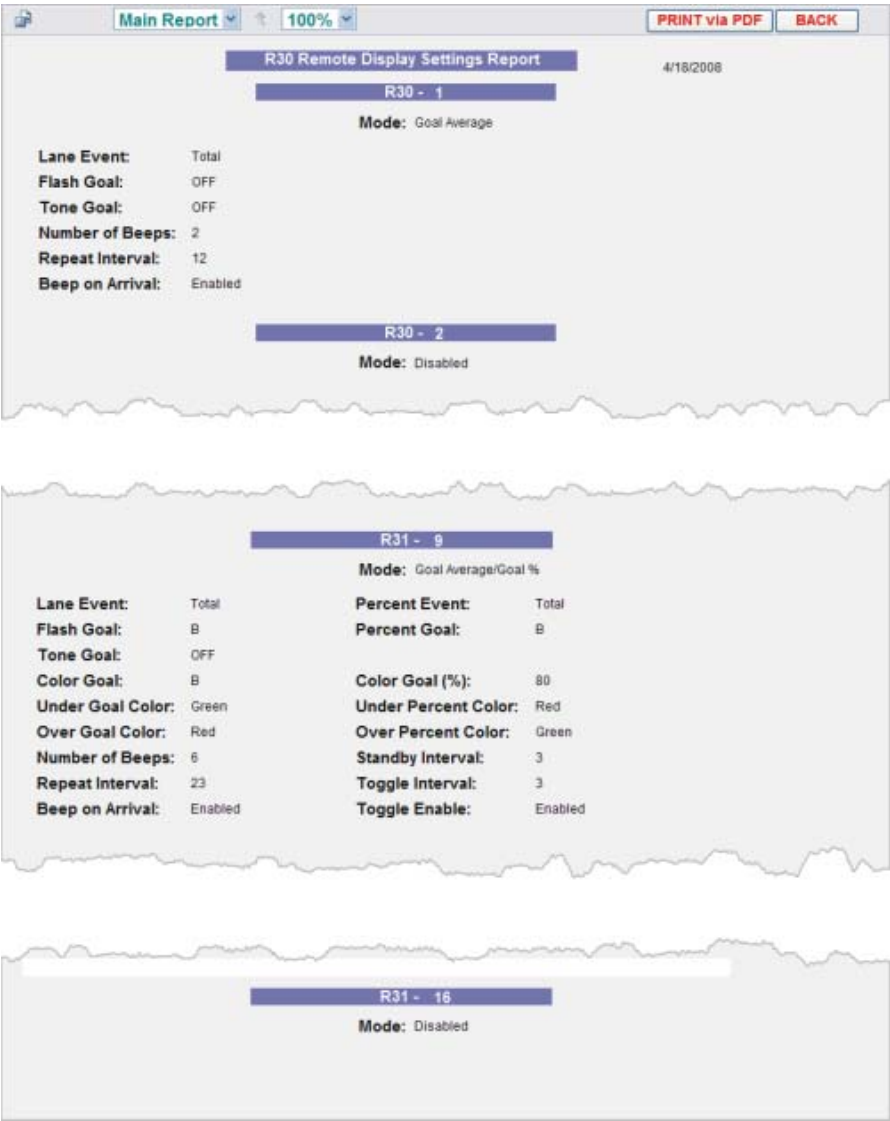 Main Report 100% PRINT via PDF BACK
R30 Remote Display Settings Report
4/18/2008
R30 - 1
Mode: Goal Average
Lane Event: Total
Flash Goal: OFF
Tone Goal: OFF
Number of Beeps: 2
Repeat Interval: 12
Beep on Arrival: Enabled
R30 - 2
Mode: Disabled
R31 - 9
Mode: Goal Average/Goal %
Lane Event: Total Percent Event: Total
Flash Goal: B Percent Goal: B
Tone Goal: OFF
Color Goal: B Color Goal (%): 80
Under Goal Color: Green Under Percent Color: Red
Over Goal Color: Red Over Percent Color: Green
Number of Beeps: 6 Standby Interval: 3
Repeat Interval: 23 Toggle Interval: 3
Beep on Arrival: Enabled Toggle Enable: Enabled
R31 - 16
Mode: Disabled